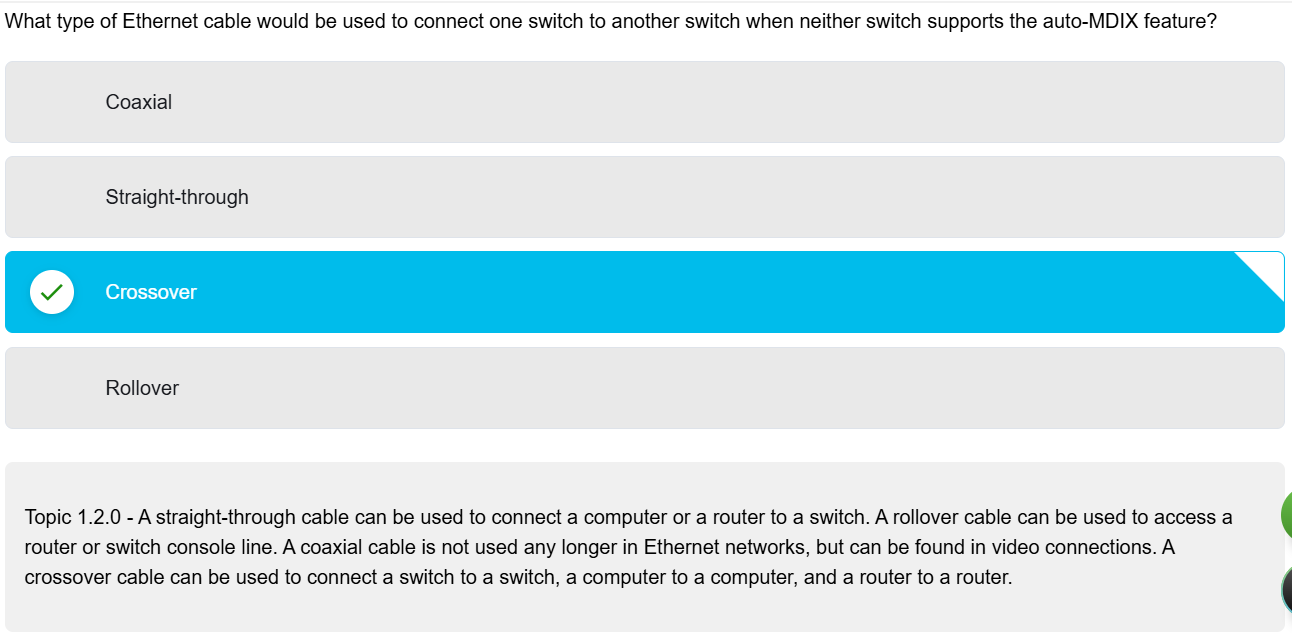 What type of Ethernet cable would be used to connect one switch to another switch when neither switch supports the auto-MDIX feature?
Coaxial
Straight-through
Crossover
Rollover
Topic 1.2.0 - A straight-through cable can be used to connect a computer or a router to a switch. A rollover cable can be used to access a
router or switch console line. A coaxial cable is not used any longer in Ethernet networks, but can be found in video connections. A
crossover cable can be used to connect a switch to a switch, a computer to a computer, and a router to a router.